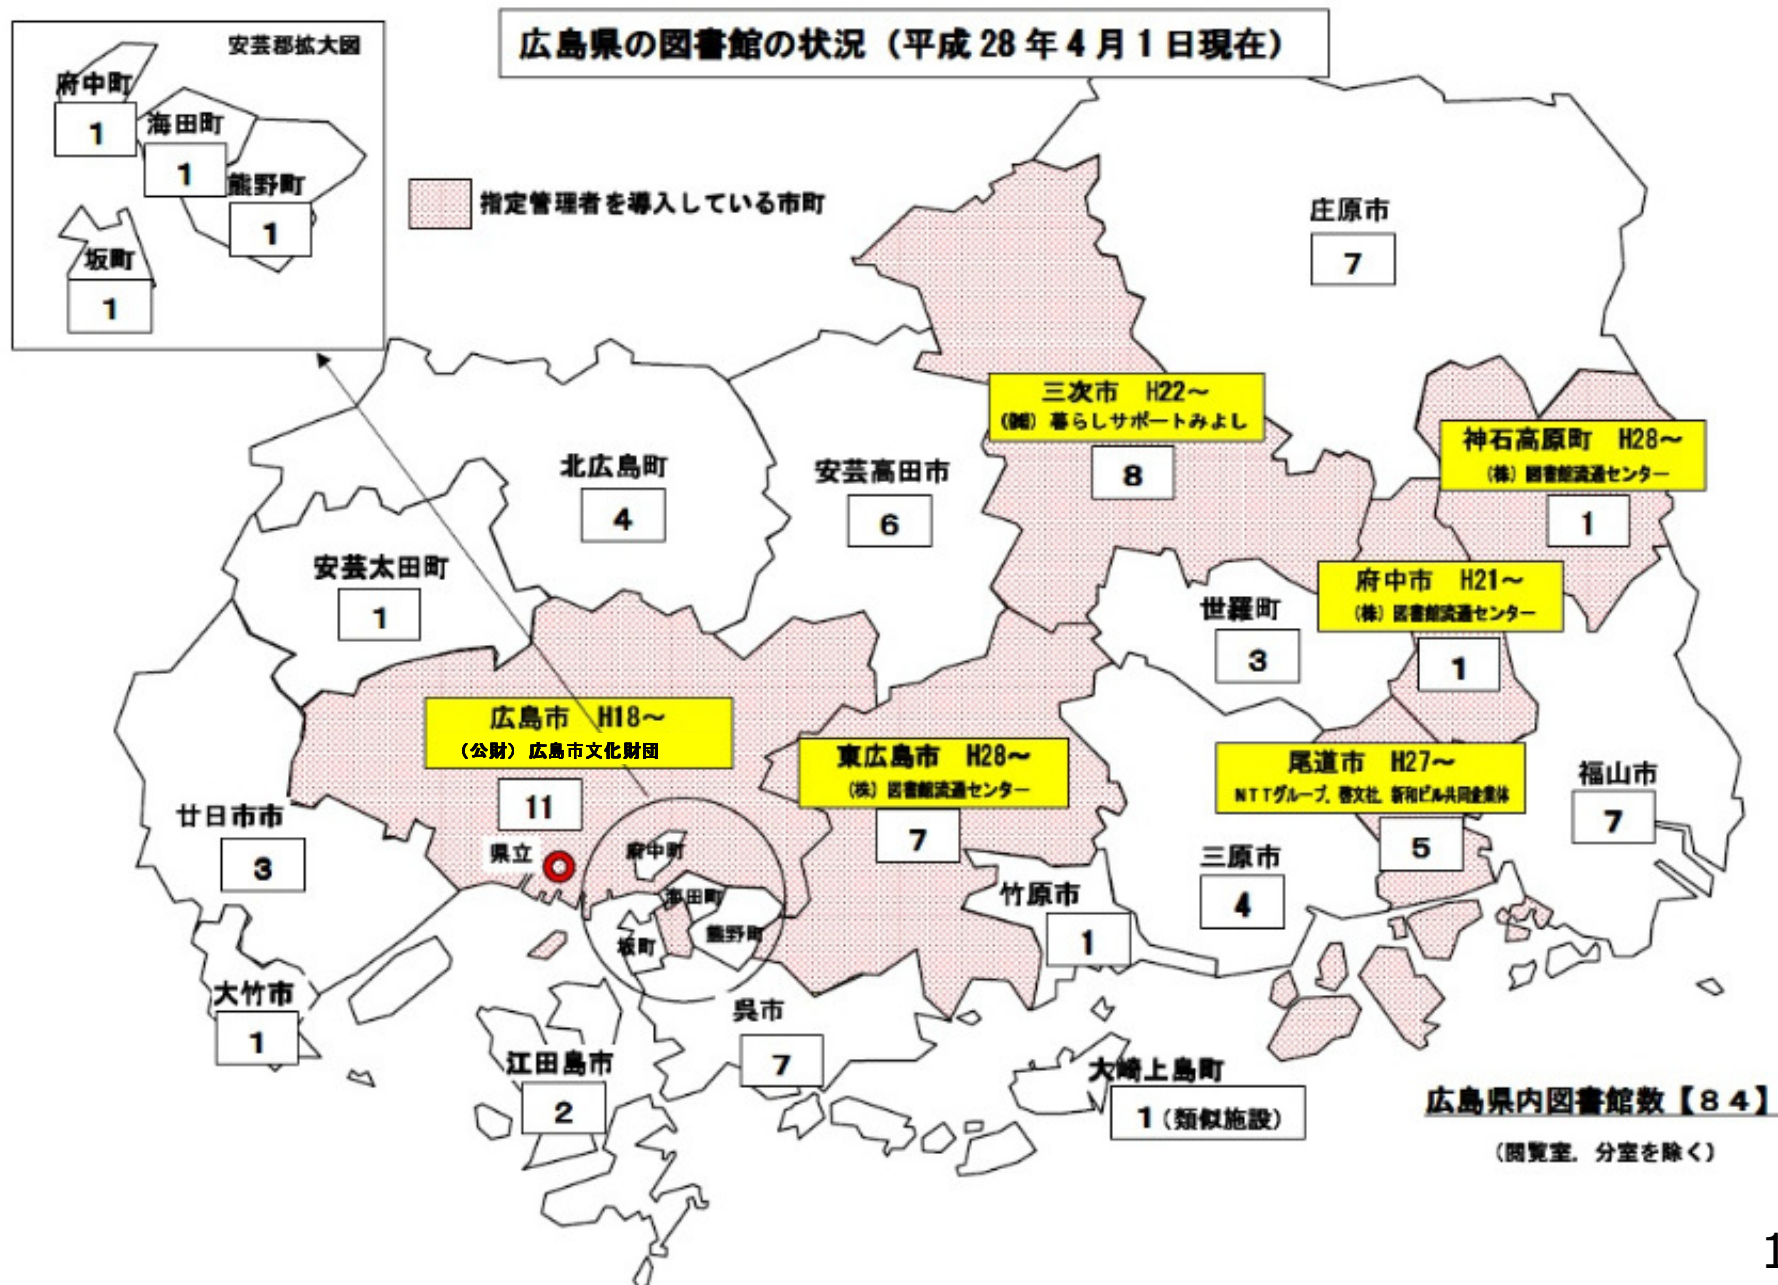 広島県の図書館の状況（平成28年4月1日現在）
安芸郡拡大図
府中町
1
海田町
1
熊野町
1
坂町
1
指定管理者を導入している市町
庄原市
7
三次市　H22～
（㈶）暮らしサポートみよし
8
神石高原町　H28～
（株）図書館流通センター
1
北広島町
4
安芸高田市
6
安芸太田町
1
府中市　H21～
（株）図書館流通センター
1
世羅町
3
広島市　H18～
（公財）広島市文化財団
11
東広島市　H28～
（株）図書館流通センター
7
尾道市　H27～
NTTグループ，啓文社，新和ビル共同企業体
5
福山市
7
廿日市市
3
県立
府中町
海田町
坂町
熊野町
竹原市
1
三原市
4
大竹市
1
呉市
7
江田島市
2
大崎上島町
1（類似施設）
広島県内図書館数【84】
（閲覧室，分室を除く）
1